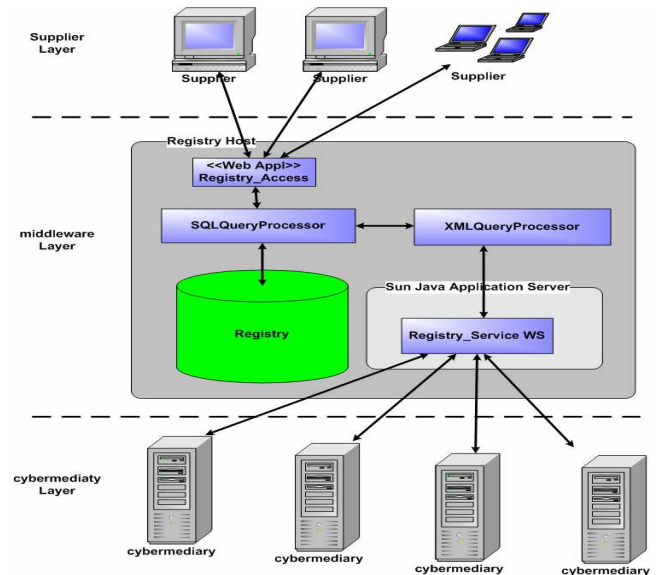 Supplier
Layer
Supplier
Supplier
Supplier
Registry Host
<<Web Appl>>
Registry_Access
SQLQueryProcessor
XMLQueryProcessor
middleware
Layer
Sun Java Application Server
Registry
Registry_Service WS
cybermediaty
Layer
cybermediary
cybermediary
cybermediary
cybermediary